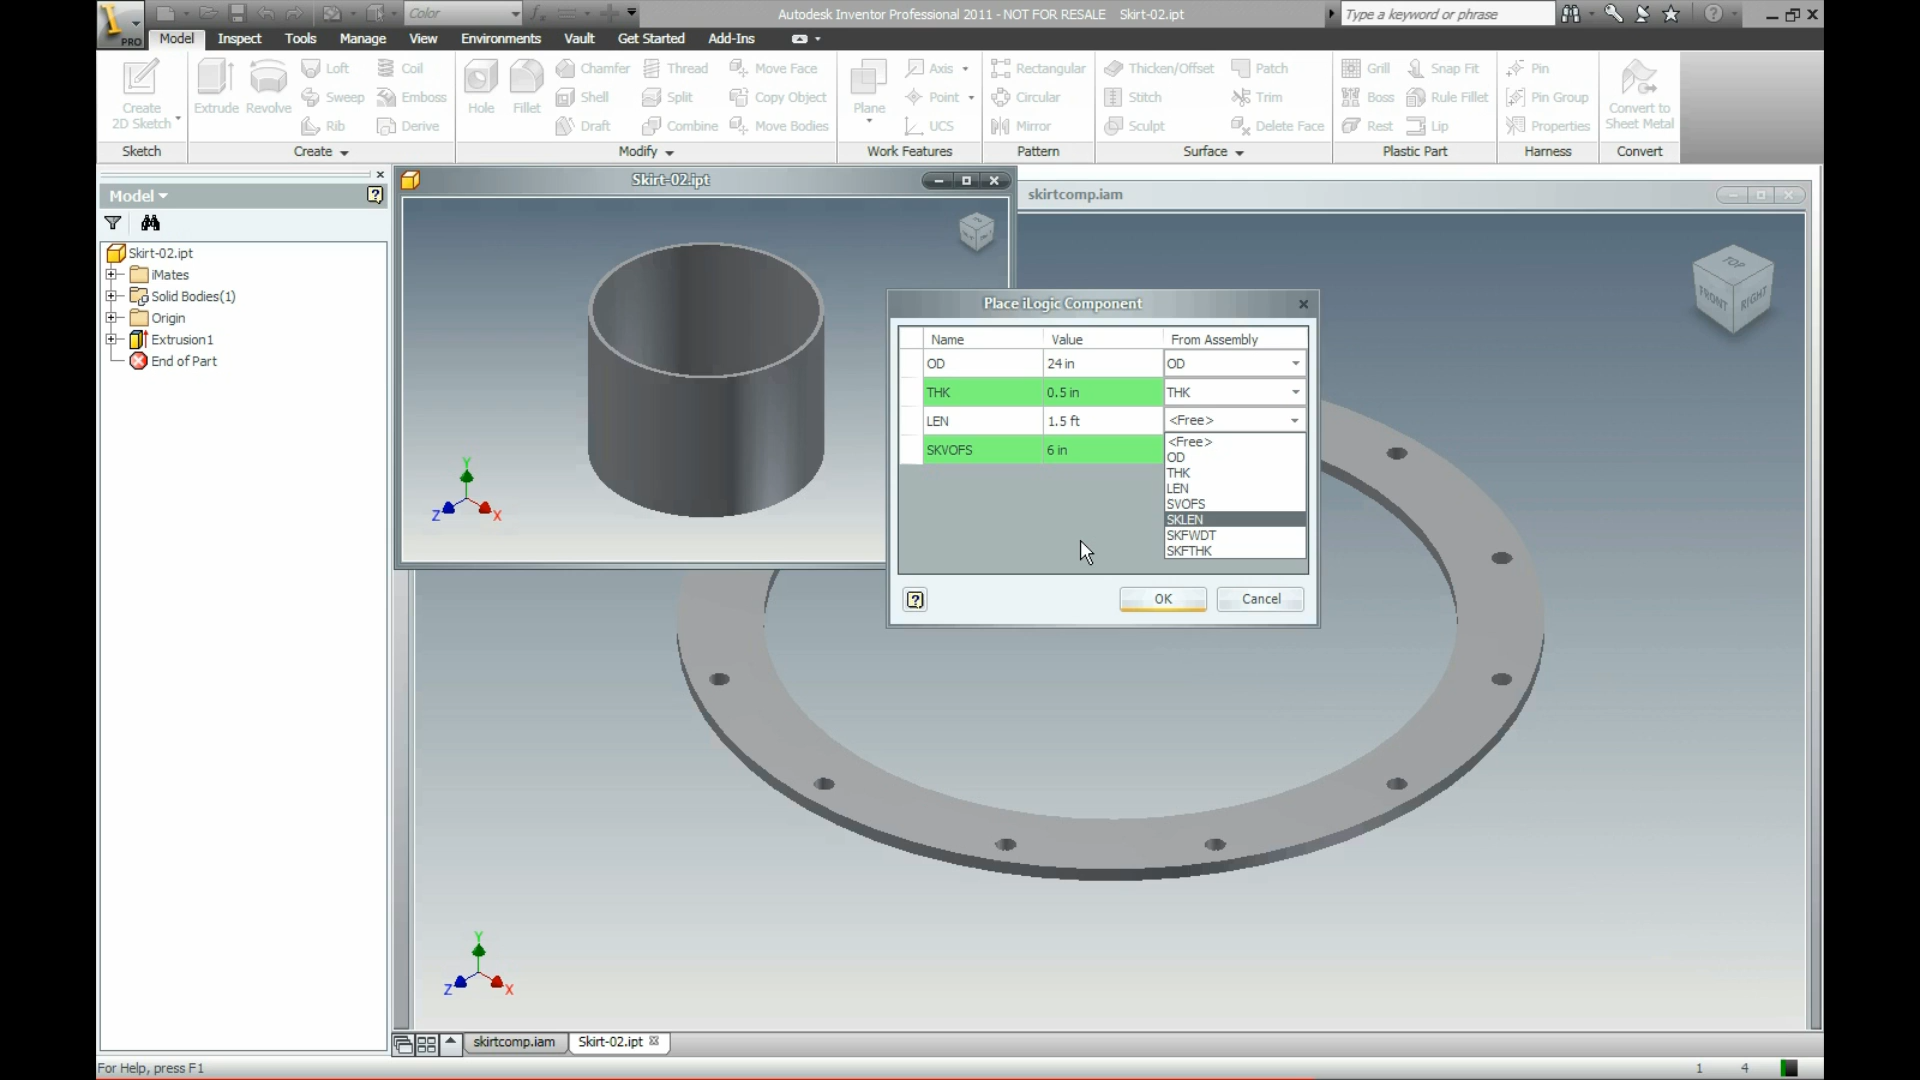 PRO
Color
Autodesk Inventor Professional 2011 - NOT FOR RESALE Skirt-02.ipt
Type a keyword or phrase
Model Inspect Tools Manage View Environments Vault Get Started Add-Ins
Create 2D Sketch
Extrude
Revolve
Loft
Sweep
Rib
Coil
Emboss
Derive
Hole
Fillet
Chamfer
Shell
Draft
Thread
Split
Combine
Move Face
Copy Object
Move Bodies
Plane
Axis
Point
UCS
Rectangular
Circular
Mirror
Thicken/Offset
Stitch
Sculpt
Patch
Trim
Delete Face
Grill
Boss
Rest
Snap Fit
Rule Fillet
Lip
Pin
Pin Group
Properties
Convert to Sheet Metal
Sketch Create Modify Work Features Pattern Surface Plastic Part Harness Convert
Model
Skirt-02.ipt
iMates
Solid Bodies(1)
Origin
Extrusion1
End of Part
Skirt-02.ipt
Y
Z
X
skirtcomp.iam
TOP
FRONT
RIGHT
Place iLogic Component
Name Value From Assembly
OD 24 in OD
THK 0.5 in THK
LEN 1.5 ft <Free>
SKVOFS 6 in
<Free>
OD
THK
LEN
SVOFS
SKLEN
SKFWDT
SKFTHK
OK Cancel
Y
Z
X
skirtcomp.iam Skirt-02.ipt
For Help, press F1
1 4